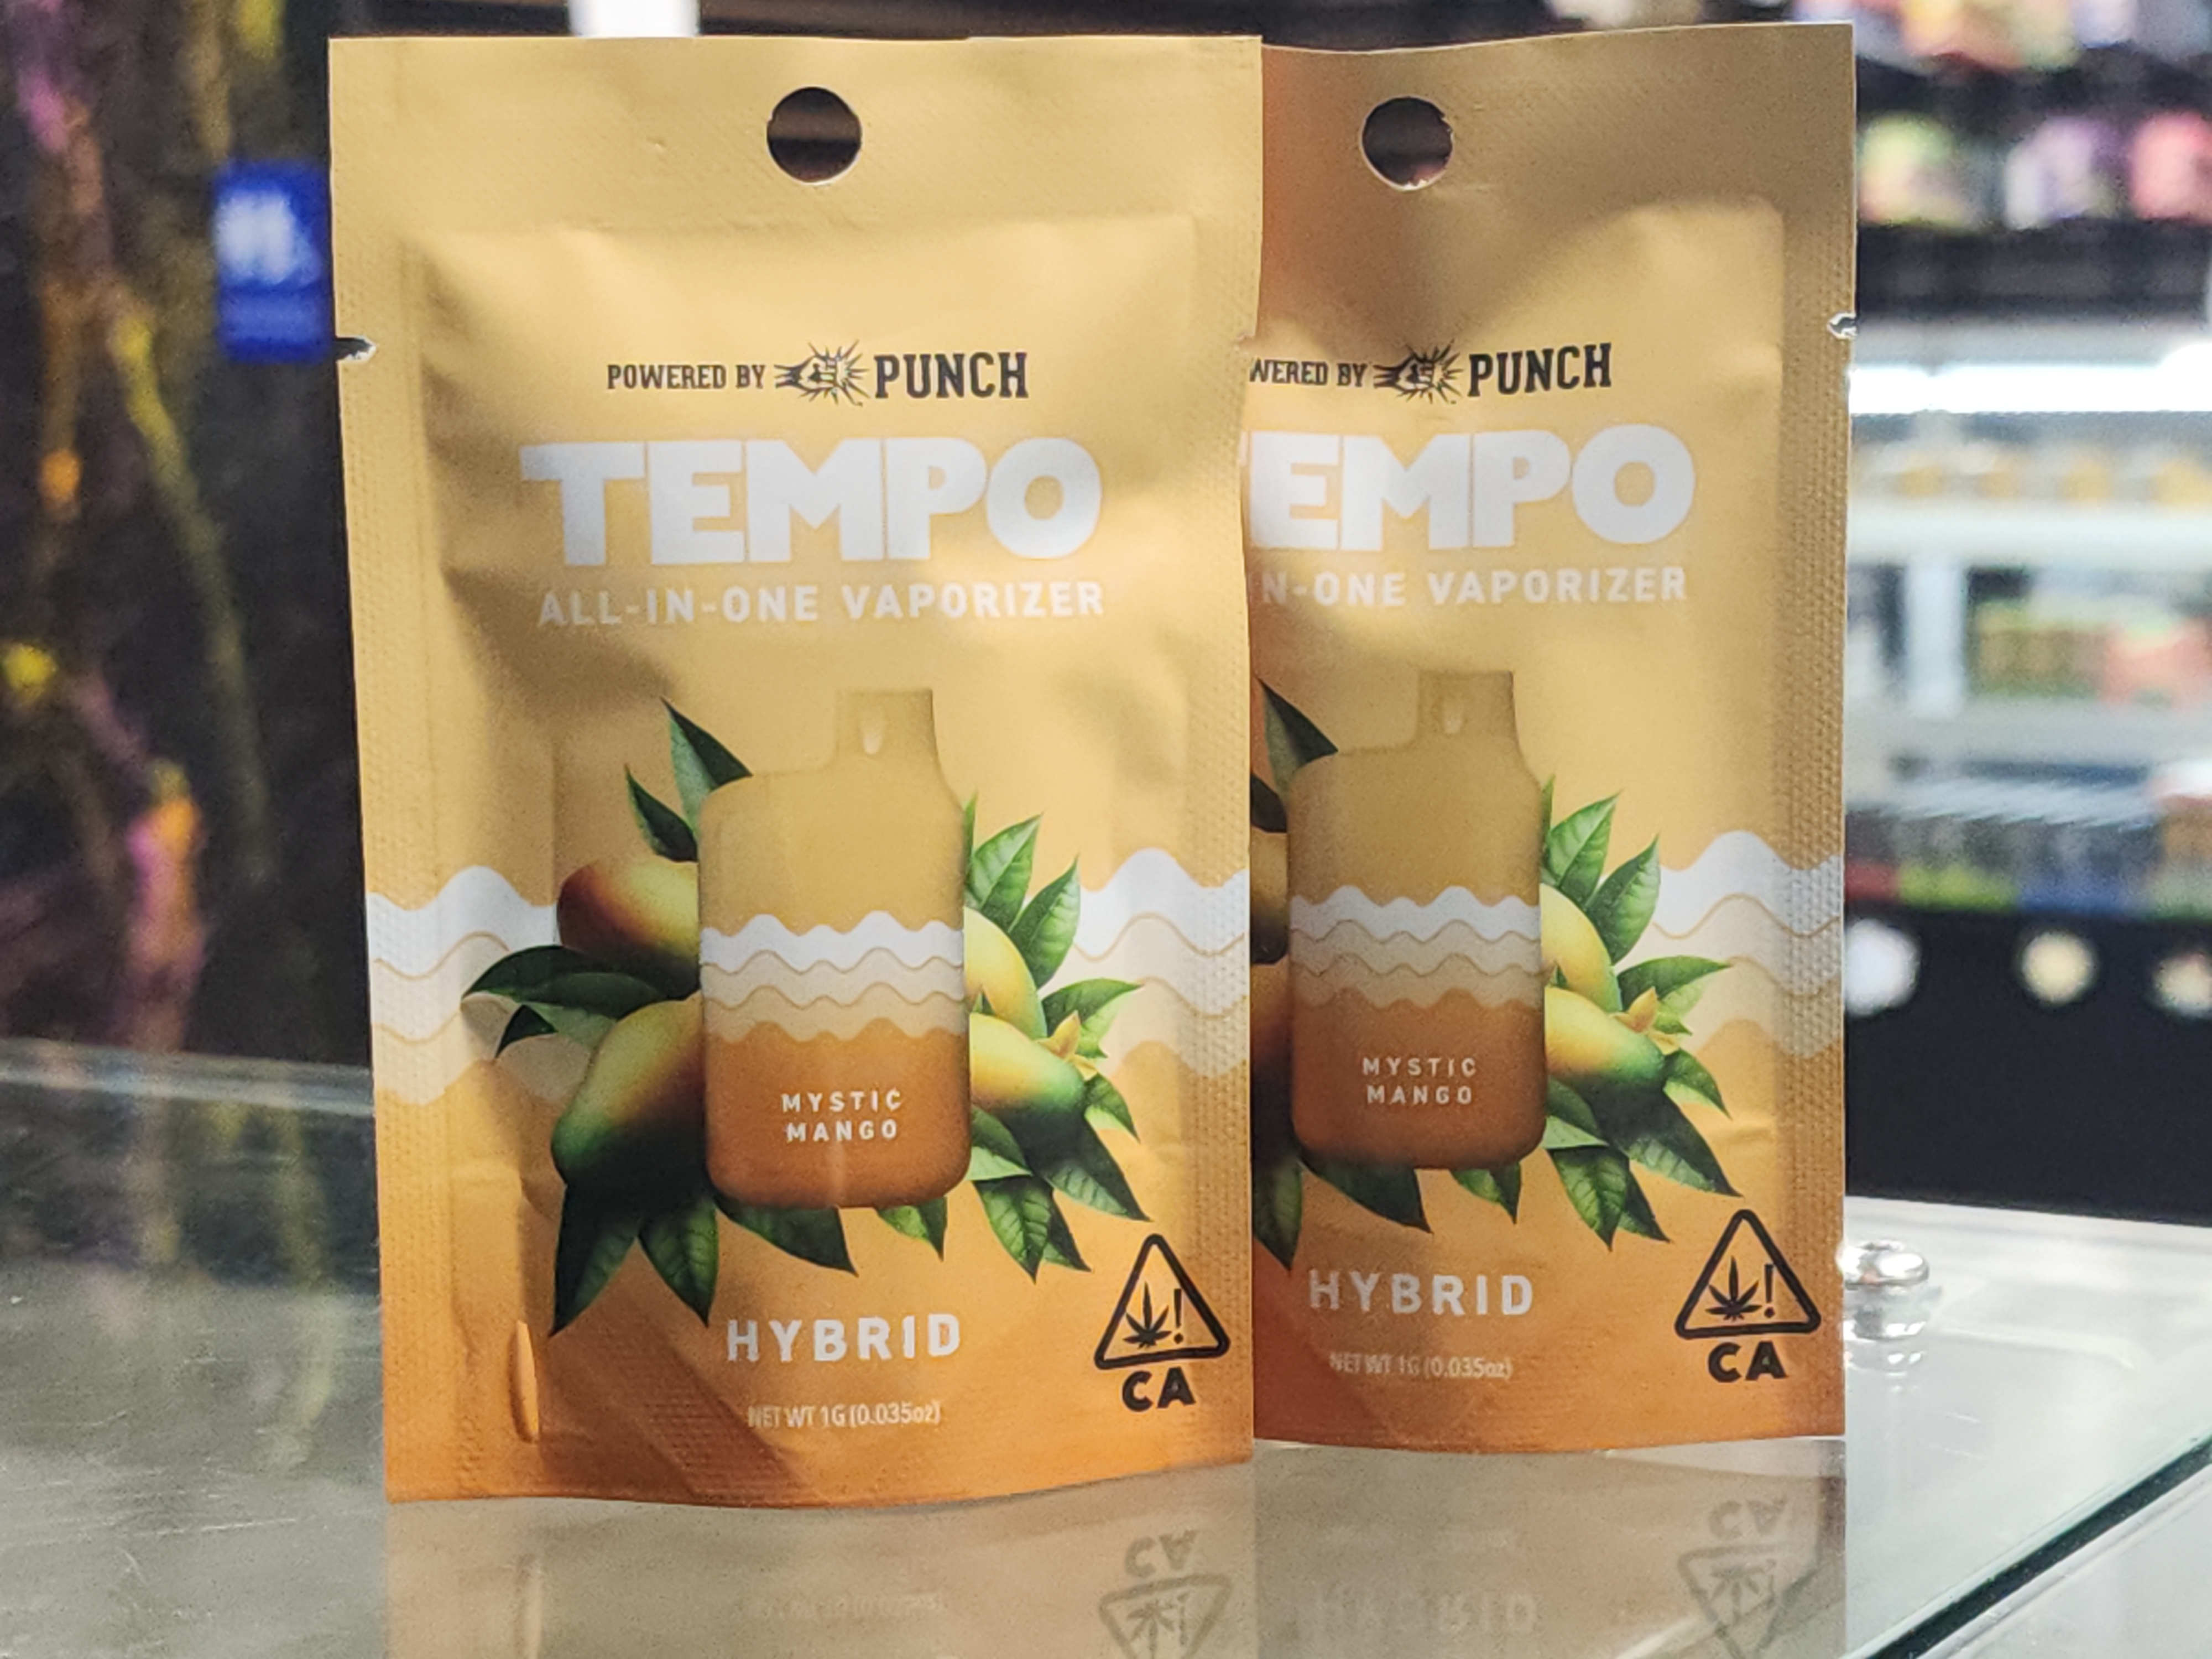 POWERED BY PUNCH
TEMPO
ALL-IN-ONE VAPORIZER
MYSTIC
MANGO
HYBRID
NET WT 1G (0.035oz)
CA
WERED BY PUNCH
TEMPO
N-ONE VAPORIZER
MYSTIC
MANGO
HYBRID
NET WT 1G (0.035oz)
CA